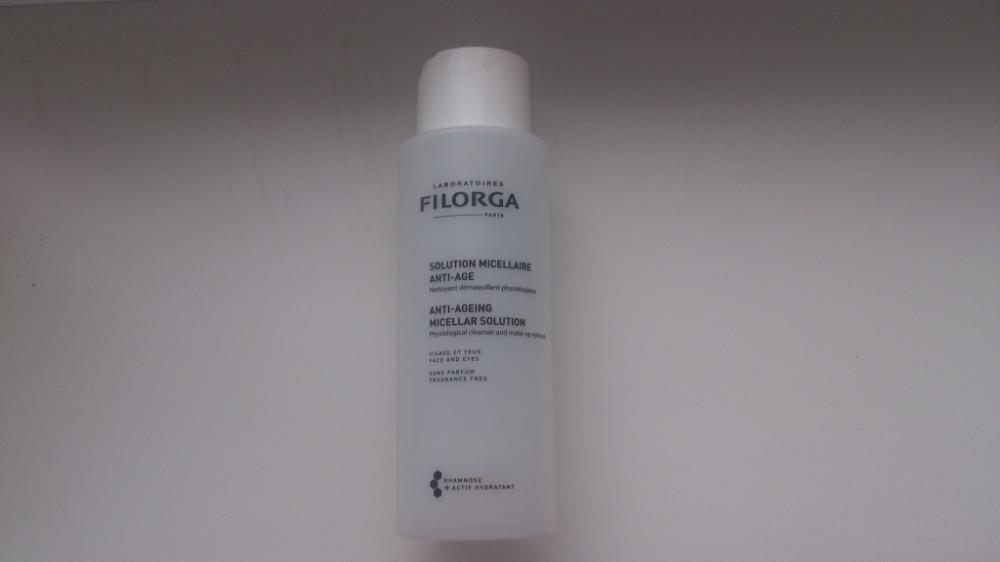 LABORATOIRES
FILORGA
PARIS
SOLUTION MICELLAIRE
ANTI-AGE
Nettoyant démaquillant physiologique
ANTI-AGEING
MICELLAR SOLUTION
Physiological cleanser and make-up remover
VISAGE ET YEUX
FACE AND EYES
SANS PARFUM
FRAGRANCE FREE
RHAMNOSE
+ ACTIF HYDRATANT